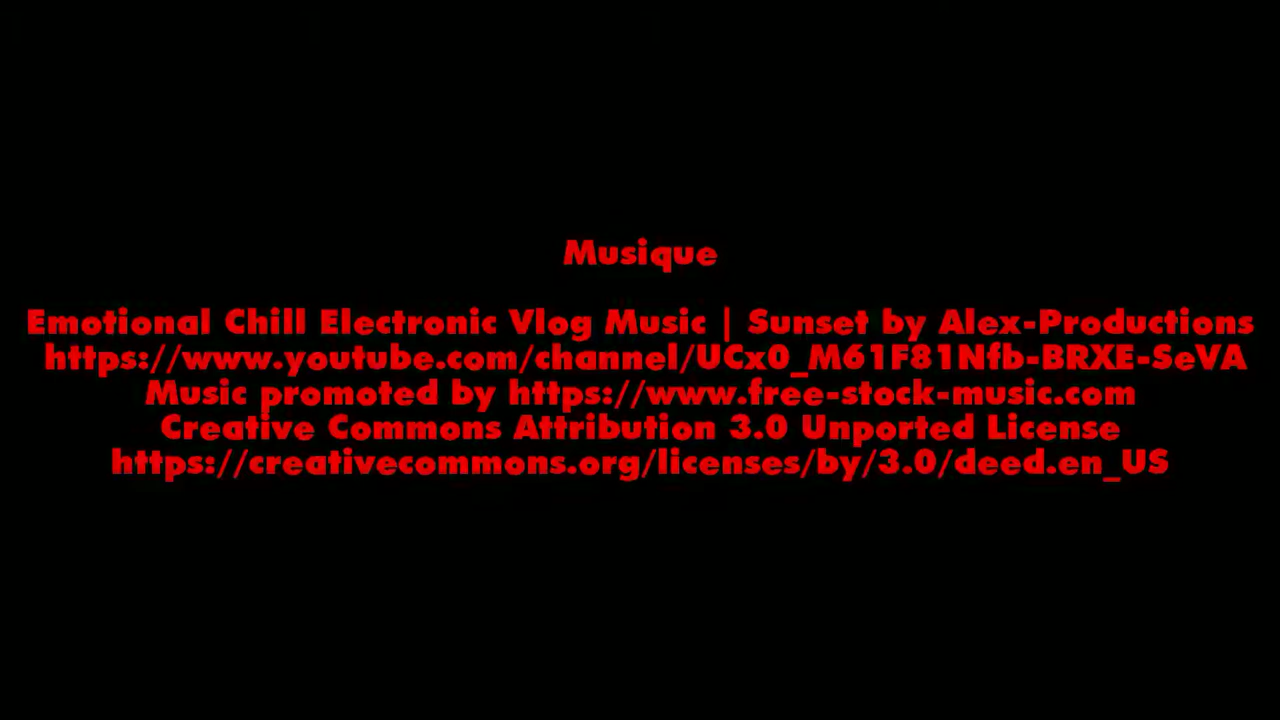 Musique
Emotional Chill Electronic Vlog Music | Sunset by Alex-Productions
https://www.youtube.com/channel/UCx0_M61F81Nfb-BRXE-SeVA
Music promoted by https://www.free-stock-music.com
Creative Commons Attribution 3.0 Unported License
https://creativecommons.org/licenses/by/3.0/deed.en_US